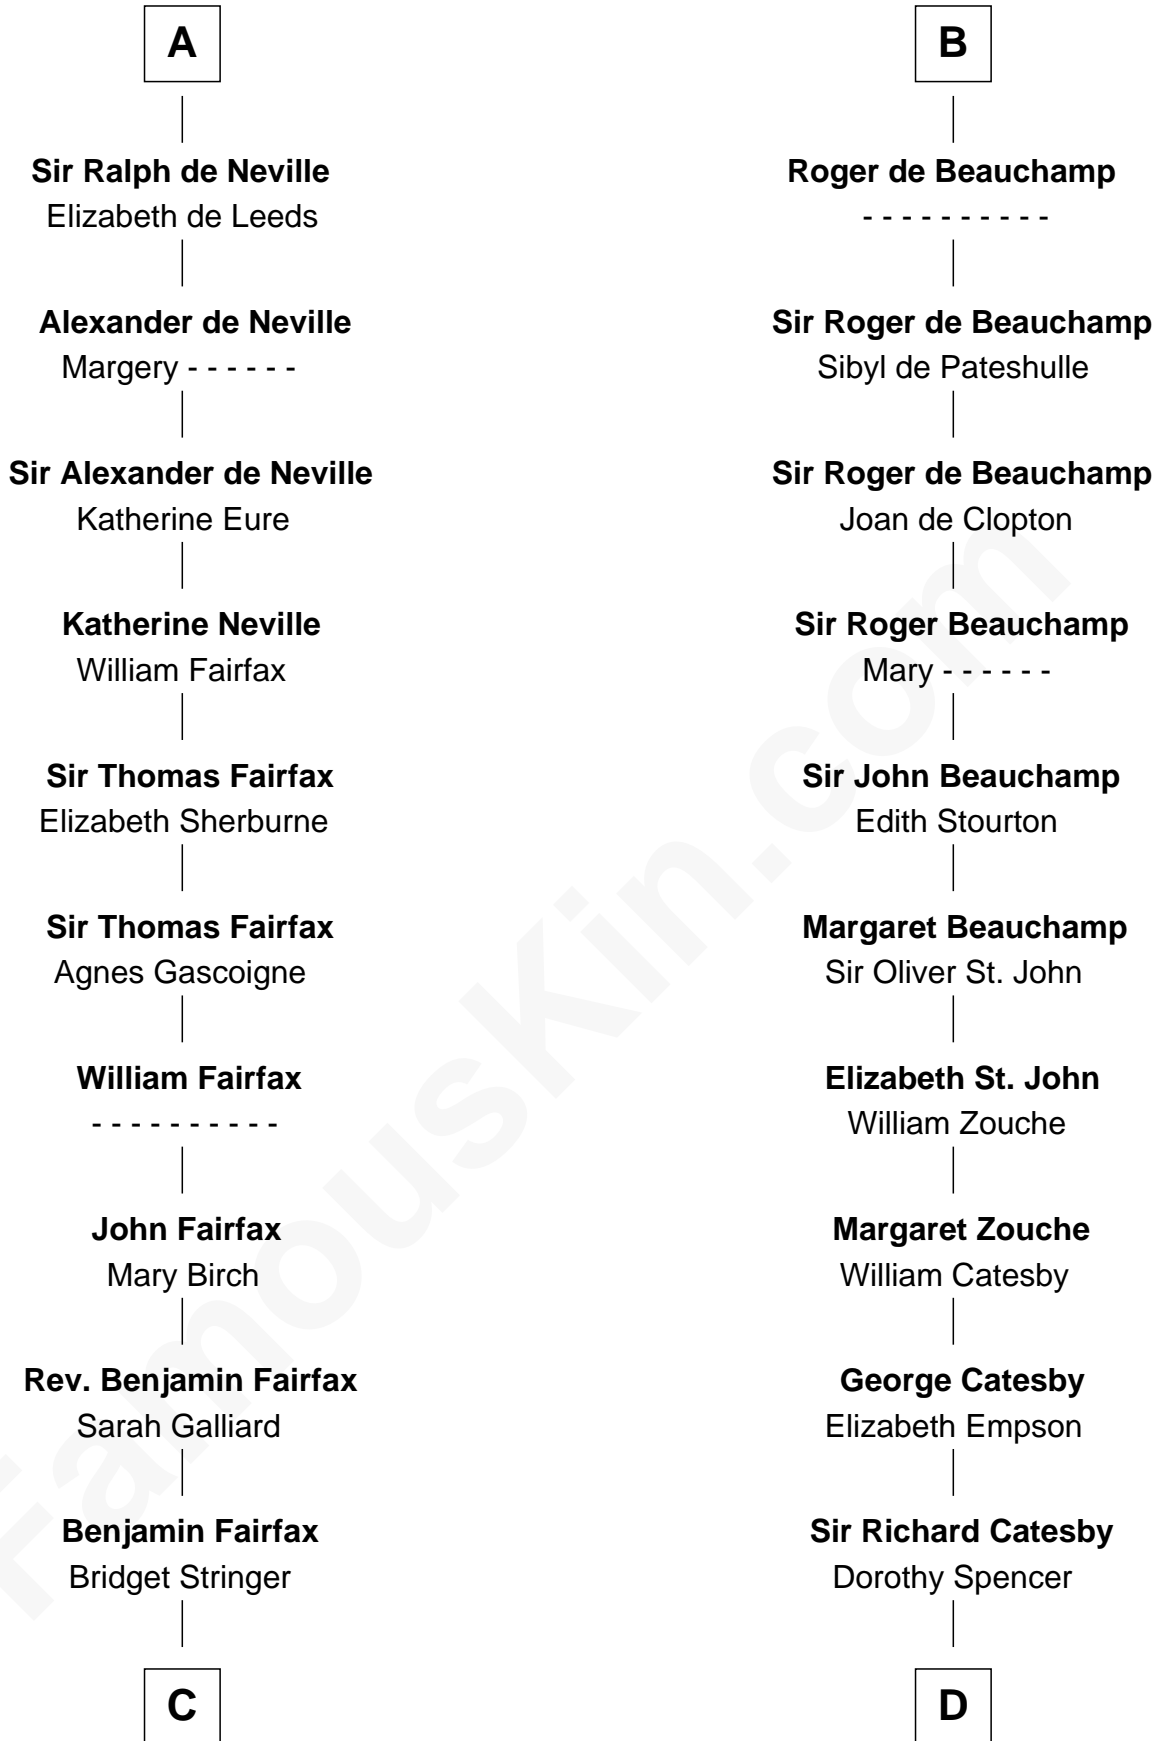 A
Sir Ralph de Neville
Elizabeth de Leeds
Alexander de Neville
Margery - - - - - -
Sir Alexander de Neville
Katherine Eure
Katherine Neville
William Fairfax
Sir Thomas Fairfax
Elizabeth Sherburne
Sir Thomas Fairfax
Agnes Gascoigne
William Fairfax
- - - - - - - - - -
John Fairfax
Mary Birch
Rev. Benjamin Fairfax
Sarah Galliard
Benjamin Fairfax
Bridget Stringer
C
B
Roger de Beauchamp
- - - - - - - - - -
Sir Roger de Beauchamp
Sibyl de Pateshulle
Sir Roger de Beauchamp
Joan de Clopton
Sir Roger Beauchamp
Mary - - - - - -
Sir John Beauchamp
Edith Stourton
Margaret Beauchamp
Sir Oliver St. John
Elizabeth St. John
William Zouche
Margaret Zouche
William Catesby
George Catesby
Elizabeth Empson
Sir Richard Catesby
Dorothy Spencer
D
FamousKin.com